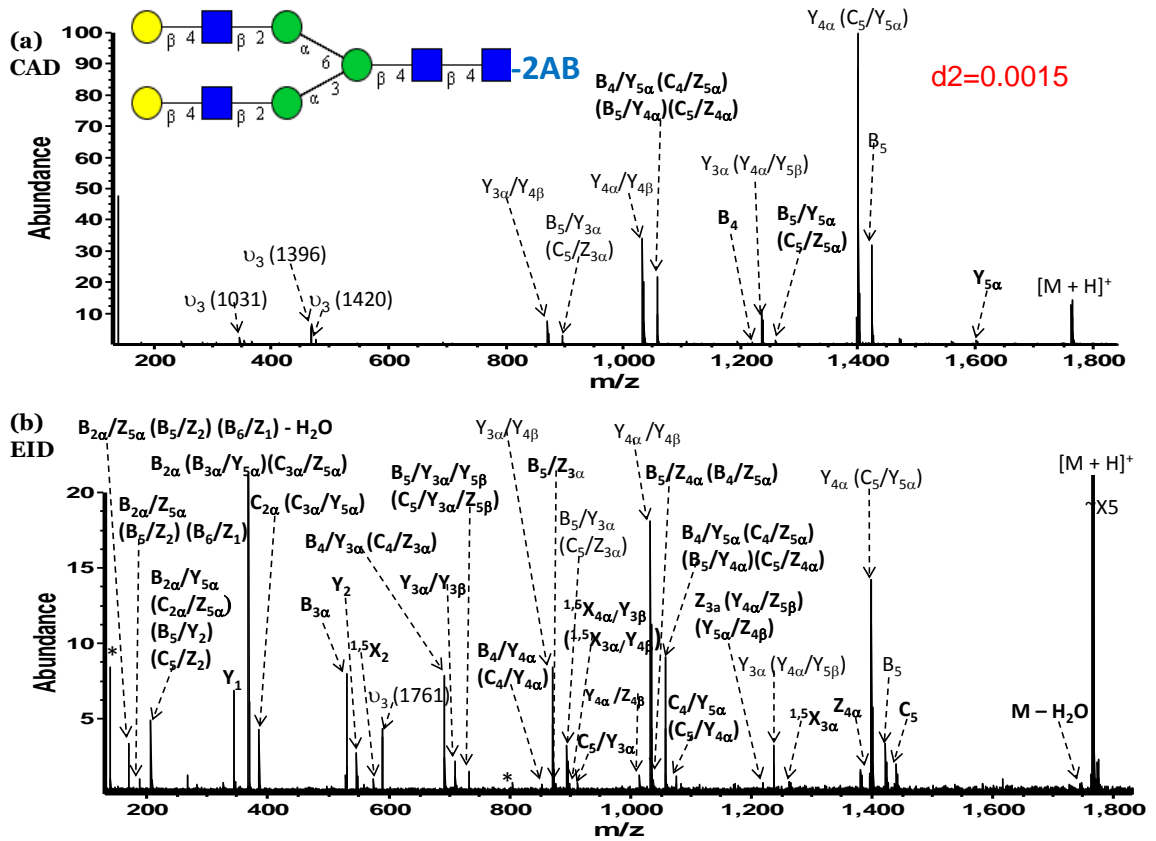 (a)
CAD
β 4 β 2 α
6
3
β 4 β 4 -2AB
β 4 β 2 α
d2=0.0015
Y4α (C5/Y5α)
B4/Y5α (C4/Z5α)
(B5/Y4α)(C5/Z4α)
B5
Y3α (Y4α/Y5β)
Y3α/Y4β
Y4α/Y4β
B5/Y3α
(C5/Z3α)
B4
B5/Y5α
(C5/Z5α)
υ3 (1396)
υ3 (1031)
υ3 (1420)
Y5α
[M + H]+
Abundance
100
90
80
70
60
50
40
30
20
10
200 400 600 800 1,000 1,200 1,400 1,600 1,800
m/z
(b)
EID
B2α/Z5α (B5/Z2) (B6/Z1) - H2O
B2α (B3α/Y5α)(C3α/Z5α)
B2α/Z5α
(B5/Z2) (B6/Z1)
C2α (C3α/Y5α)
B2α/Y5α
(C2α/Z5α)
(B5/Y2)
(C5/Z2)
*
Y1
B3α
Y2
1,5X2
υ3 (1761)
B4/Y3α (C4/Z3α)
Y3α/Y3β
B5/Y3α/Y5β
(C5/Y3α/Z5β)
Y3α/Y4β
B5/Z3α
B5/Y3α
(C5/Z3α)
B4/Y4α
(C4/Y4α)
*
1,5X4α/Y3β
(1,5X3α/Y4β)
C5/Y3α
Y4α/Z4β
Y4α /Y4β
B5/Z4α (B4/Z5α)
B4/Y5α (C4/Z5α)
(B5/Y4α)(C5/Z4α)
C4/Y5α
(C5/Y4α)
Z3a (Y4α/Z5β)
(Y5α/Z4β)
Y3α (Y4α/Y5β)
1,5X3α
Y4α (C5/Y5α)
Z4α
B5
C5
M – H2O
[M + H]+
~X5
Abundance
20
15
10
5
200 400 600 800 1,000 1,200 1,400 1,600 1,800
m/z